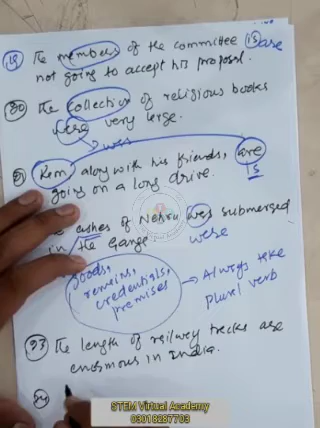 19 The members of the committee is are
not going to accept his proposal.
20 The collection of religious books
were very large.
was
21 Ram along with his friends, are
going on a long drive. is
The ashes of Nehru was submerged
in the Ganga were
goods,
remains,
credentials,
premises
Always take
plural verb
23 The length of railway tracks are
enormous in India.
24
STEM Virtual Academy
03018287703